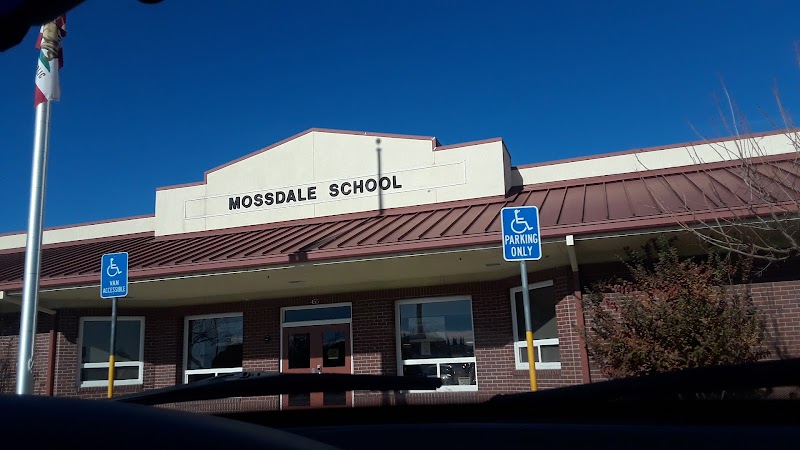 MOSSDALE SCHOOL
PARKING
ONLY
VAN
ACCESSIBLE